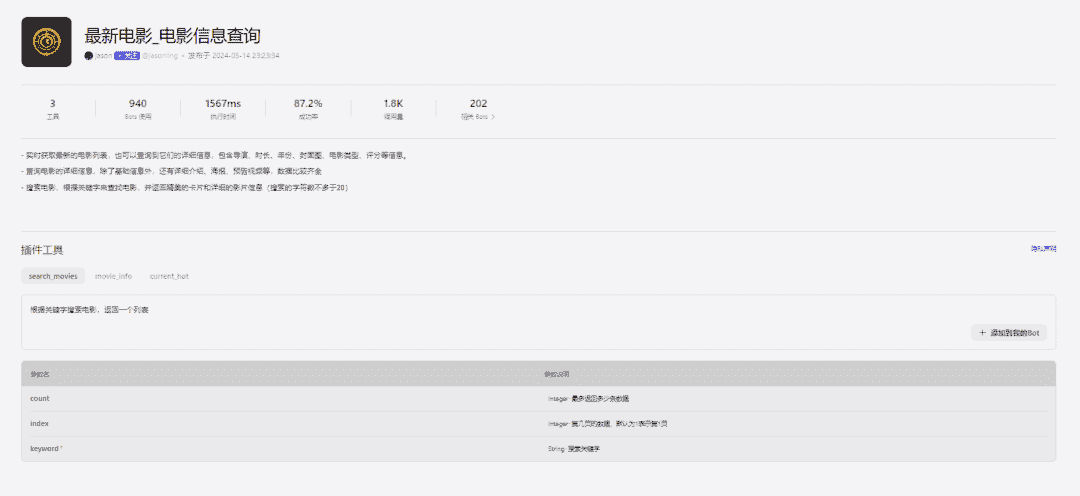 最新电影_电影信息查询
jason @jasonling • 发布于 2024-05-14 23:23:34
3 940 1567ms 87.2% 1.8K 202
工具 Bots 使用 执行时间 成功率 调用量 相关 Bots >
- 实时获取最新的电影列表，也可以查询到它们的详细信息，包含导演、时长、年份、封面图、电影类型、评分等信息。
- 查询电影的详细信息，除了基础信息外，还有详细介绍、海报、预告视频等，数据比较齐全
- 搜索电影，根据关键字来查找电影，并返回精美的卡片和详细的影片信息（搜索的字符数不多于20）
插件工具 隐私声明
search_movies movie_info current_hot
根据关键字搜索电影，返回一个列表
+ 添加到我的Bot
参数名 参数说明
count Integer 最多返回多少条数据
index Integer 第几页的数据，默认为1表示第1页
keyword* String 搜索关键字